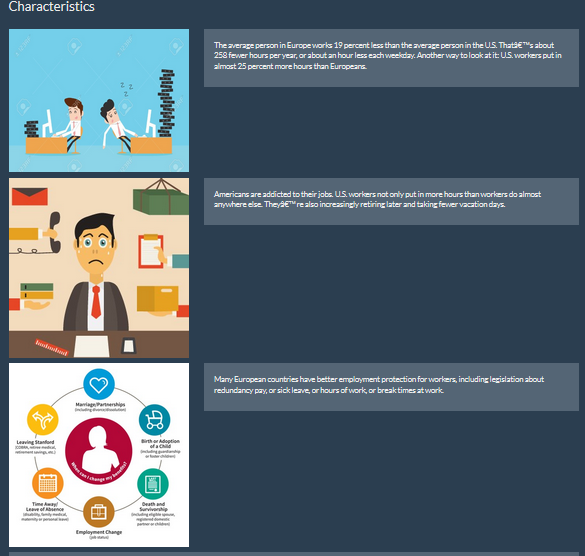 Characteristics
The average person in Europe works 19 percent less than the average person in the U.S. Thatâ€™s about
258 fewer hours per year, or about an hour less each weekday. Another way to look at it: U.S. workers put in
almost 25 percent more hours than Europeans.
Americans are addicted to their jobs. U.S. workers not only put in more hours than workers do almost
anywhere else. Theyâ€™re also increasingly retiring later and taking fewer vacation days.
Many European countries have better employment protection for workers, including legislation about
redundancy pay, or sick leave, or hours of work, or break times at work.
Marriage/Partnerships
(including divorce/dissolution)
Leaving Stanford
(COBRA, retiree medical,
retirement savings, etc.)
Birth or Adoption
of a Child
(including guardianship
or foster children)
When can I change my benefits?
Time Away/
Leave of Absence
(disability, family medical,
maternity or personal leave)
Death and
Survivorship
(including eligible spouse,
registered domestic
partner or children)
Employment Change
(job status)